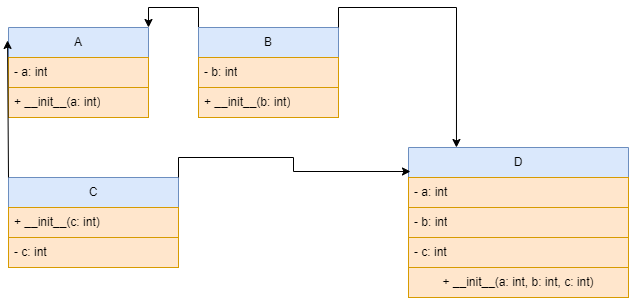 A
- a: int
+ __init__(a: int)
B
- b: int
+ __init__(b: int)
C
+ __init__(c: int)
- c: int
D
- a: int
- b: int
- c: int
+ __init__(a: int, b: int, c: int)